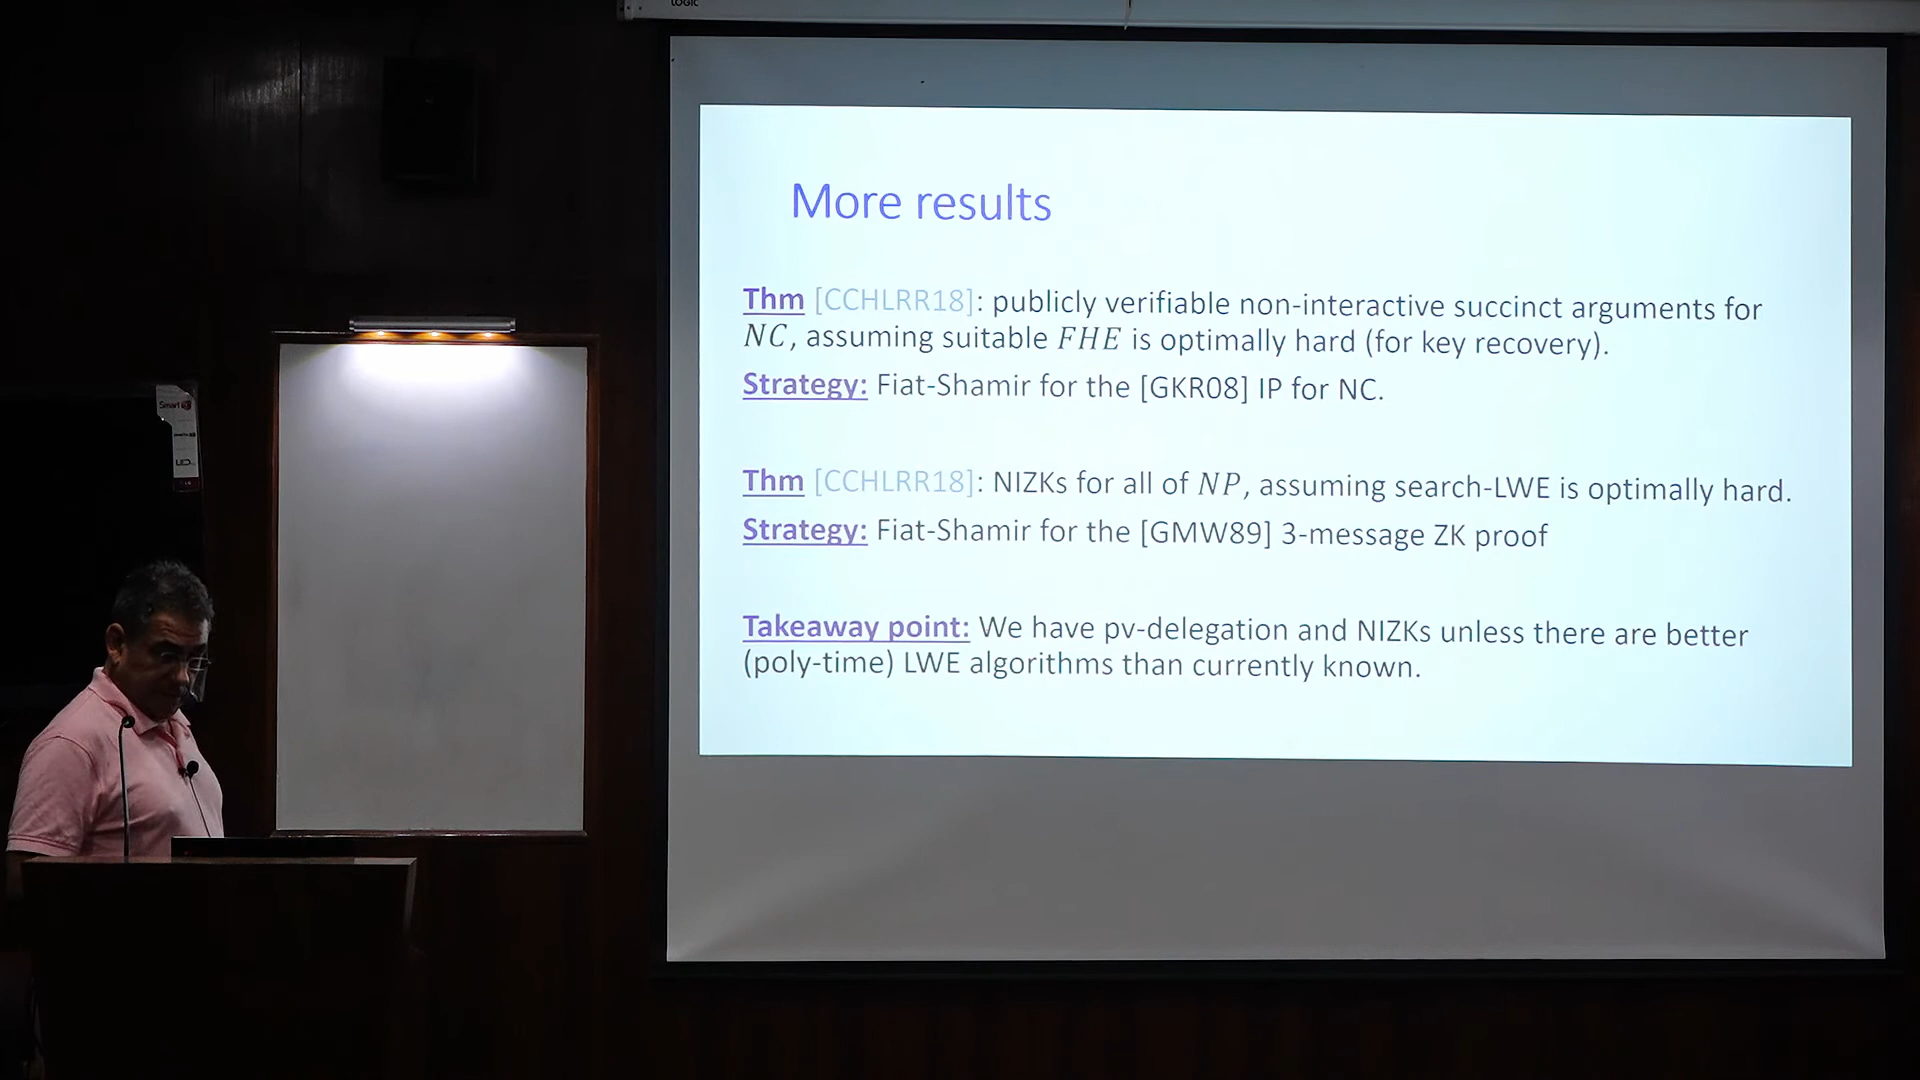 LOGIC
More results
Thm [CCHLRR18]: publicly verifiable non-interactive succinct arguments for
NC, assuming suitable FHE is optimally hard (for key recovery).
Strategy: Fiat-Shamir for the [GKR08] IP for NC.
Thm [CCHLRR18]: NIZKs for all of NP, assuming search-LWE is optimally hard.
Strategy: Fiat-Shamir for the [GMW89] 3-message ZK proof
Takeaway point: We have pv-delegation and NIZKs unless there are better
(poly-time) LWE algorithms than currently known.
Smart
LED